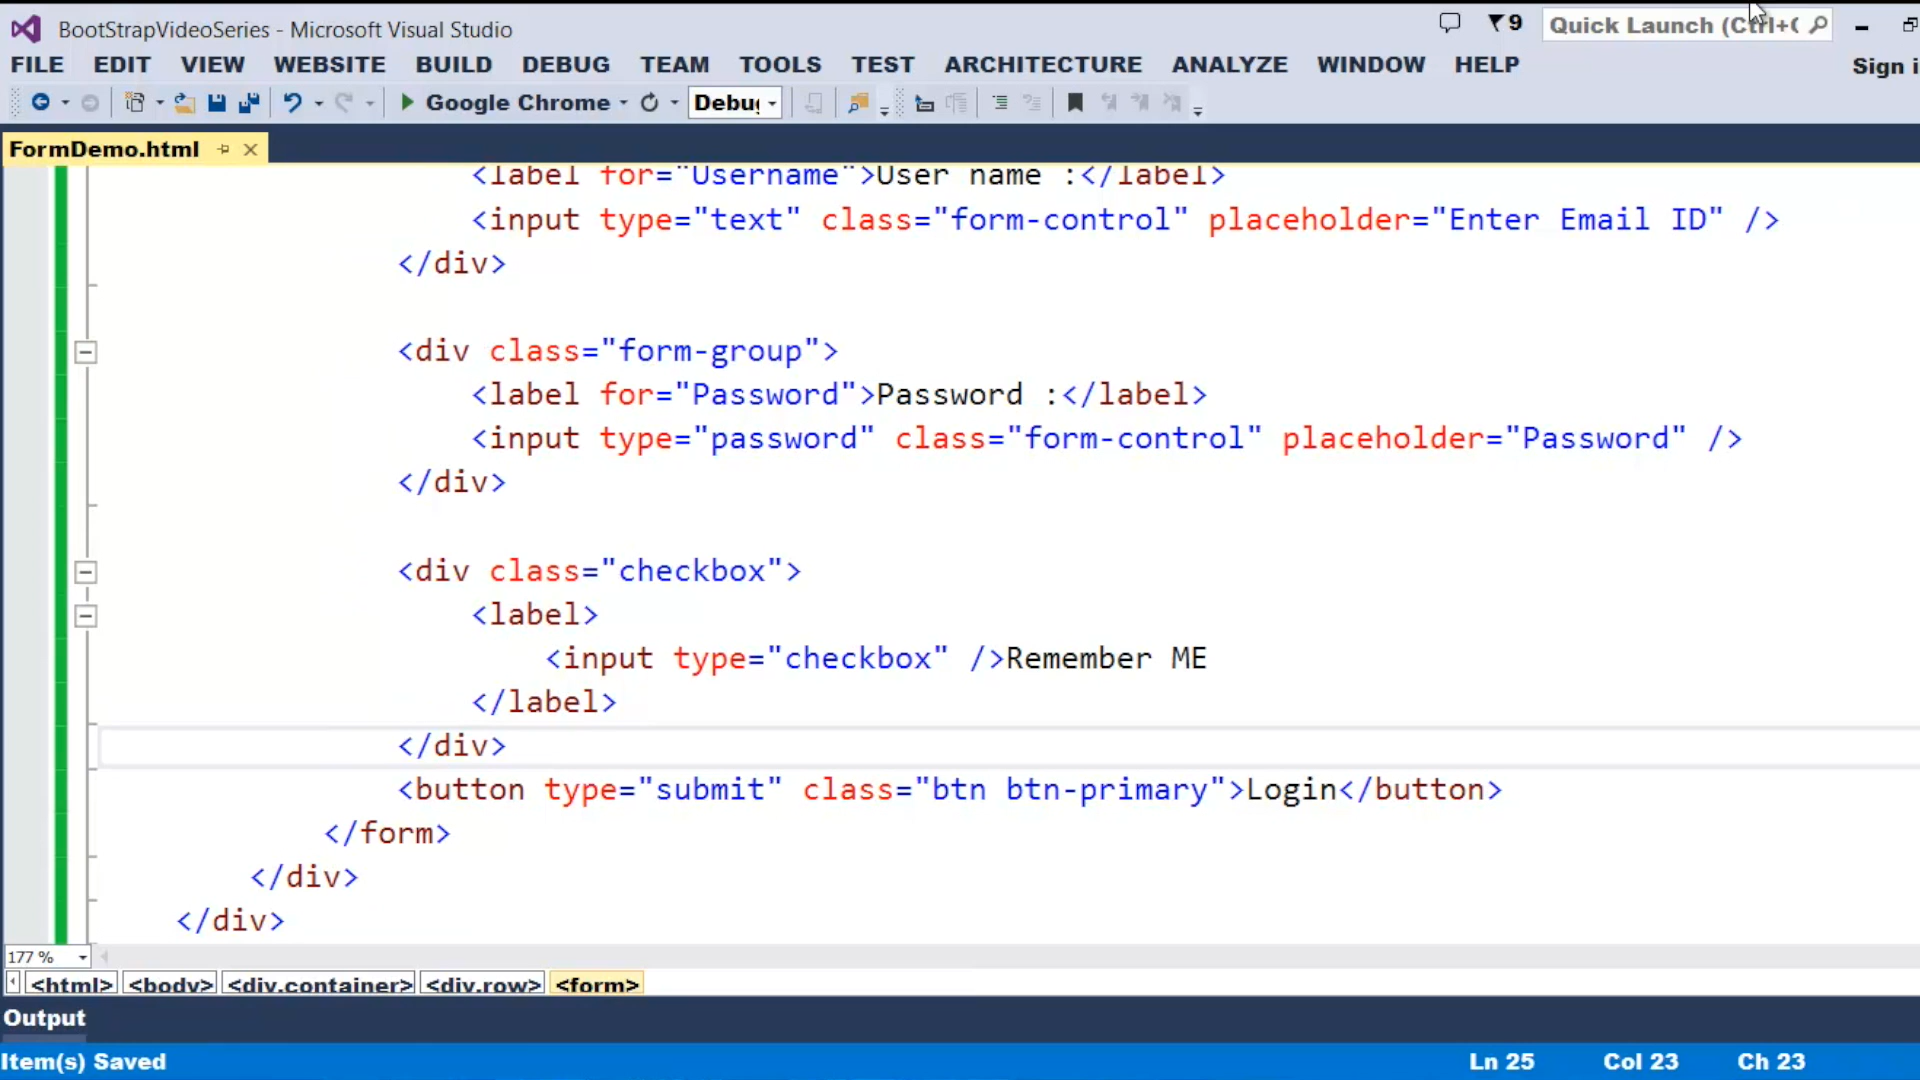 BootStrapVideoSeries - Microsoft Visual Studio
9
Quick Launch (Ctrl+
FILE EDIT VIEW WEBSITE BUILD DEBUG TEAM TOOLS TEST ARCHITECTURE ANALYZE WINDOW HELP
Sign i
Google Chrome
Debug
FormDemo.html
<label for="Username">User name :</label>
<input type="text" class="form-control" placeholder="Enter Email ID" />
</div>
<div class="form-group">
<label for="Password">Password :</label>
<input type="password" class="form-control" placeholder="Password" />
</div>
<div class="checkbox">
<label>
<input type="checkbox" />Remember ME
</label>
</div>
<button type="submit" class="btn btn-primary">Login</button>
</form>
</div>
</div>
177 %
<html> <body> <div.container> <div.row> <form>
Output
Item(s) Saved
Ln 25 Col 23 Ch 23